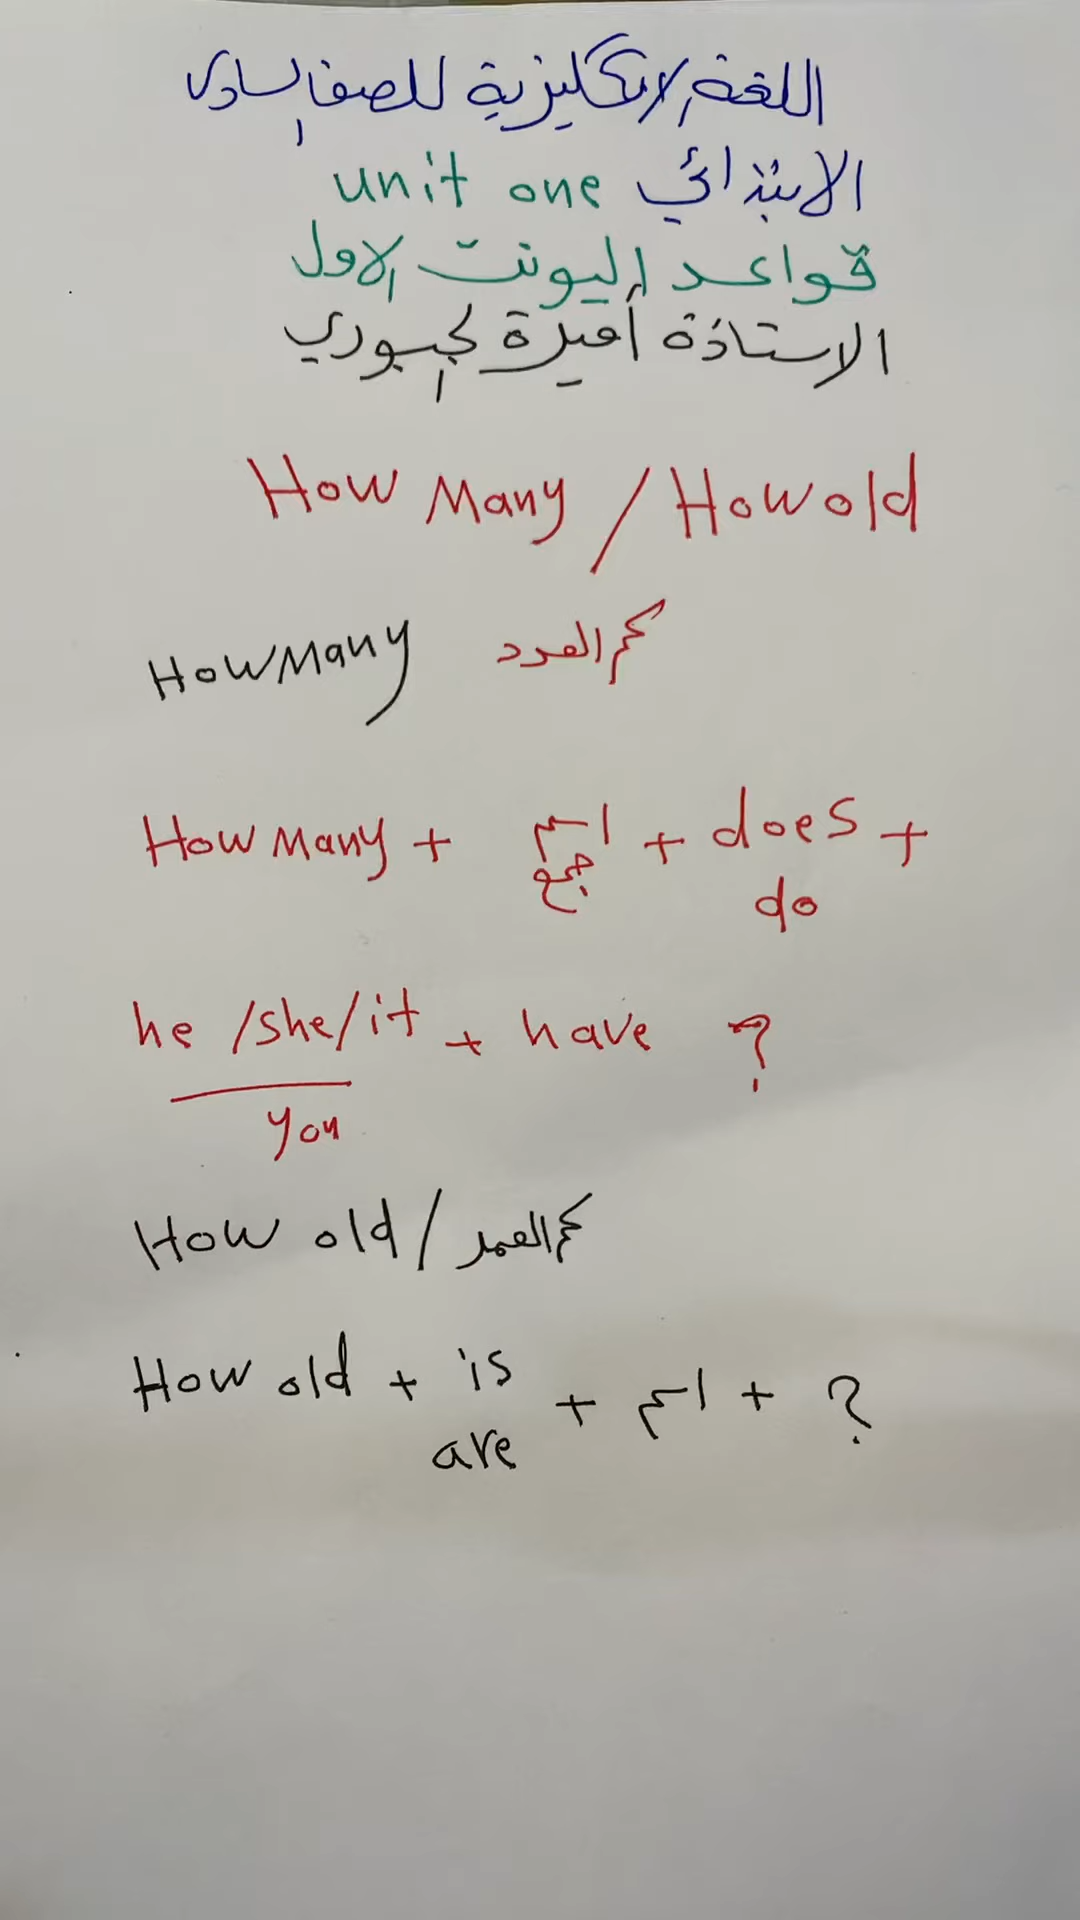 اللغة الانكليزية للصف السادس
الابتدائي unit one
قواعد اليونت الاول
الاستاذة أميرة الجبوري
How Many / How old
How Many كم العدد
How Many + اسم جمع + does +
do
he /she/it + have ?
you
How old / كم العمر
How old + is + اسم + ?
are